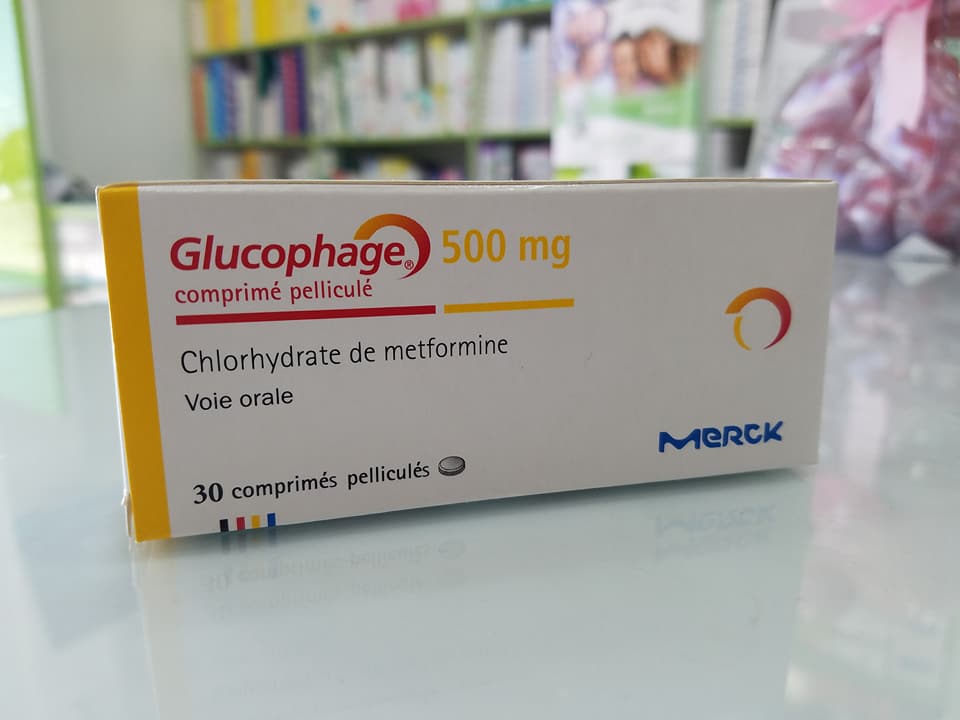 Glucophage® 500 mg
comprimé pelliculé
Chlorhydrate de metformine
Voie orale
30 comprimés pelliculés
MERCK